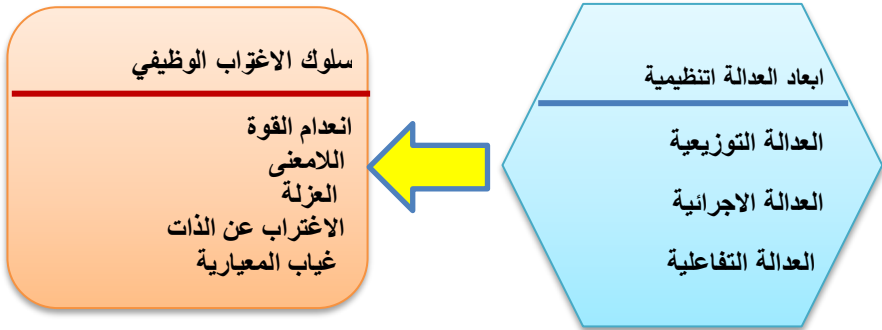 ابعاد العدالة اتنظيمية
العدالة التوزيعية
العدالة الاجرائية
العدالة التفاعلية
سلوك الاغتراب الوظيفي
انعدام القوة
اللامعنى
العزلة
الاغتراب عن الذات
غياب المعيارية